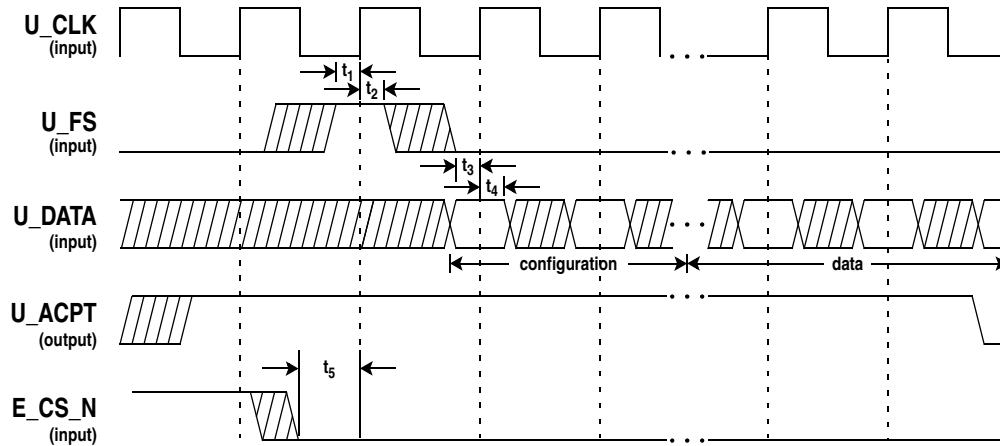 U_CLK
(input)
t1
t2
U_FS
(input)
t3
t4
U_DATA
(input)
configuration
data
U_ACPT
(output)
t5
E_CS_N
(input)